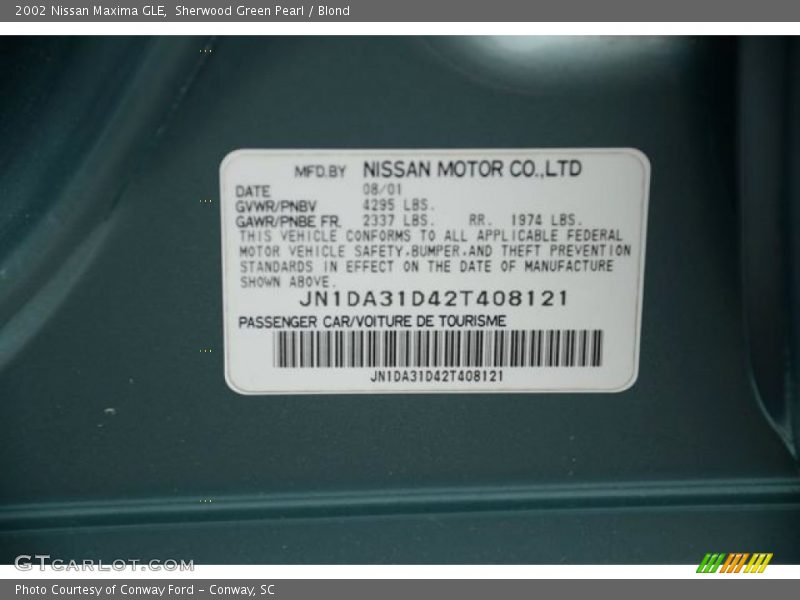 2002 Nissan Maxima GLE, Sherwood Green Pearl / Blond
MFD.BY NISSAN MOTOR CO.,LTD
DATE 08/01
GVWR/PNBV 4295 LBS.
GAWR/PNBE FR. 2337 LBS. RR. 1974 LBS.
THIS VEHICLE CONFORMS TO ALL APPLICABLE FEDERAL
MOTOR VEHICLE SAFETY,BUMPER,AND THEFT PREVENTION
STANDARDS IN EFFECT ON THE DATE OF MANUFACTURE
SHOWN ABOVE.
JN1DA31D42T408121
PASSENGER CAR/VOITURE DE TOURISME
JN1DA31D42T408121
GTCARLOT.COM
Photo Courtesy of Conway Ford - Conway, SC